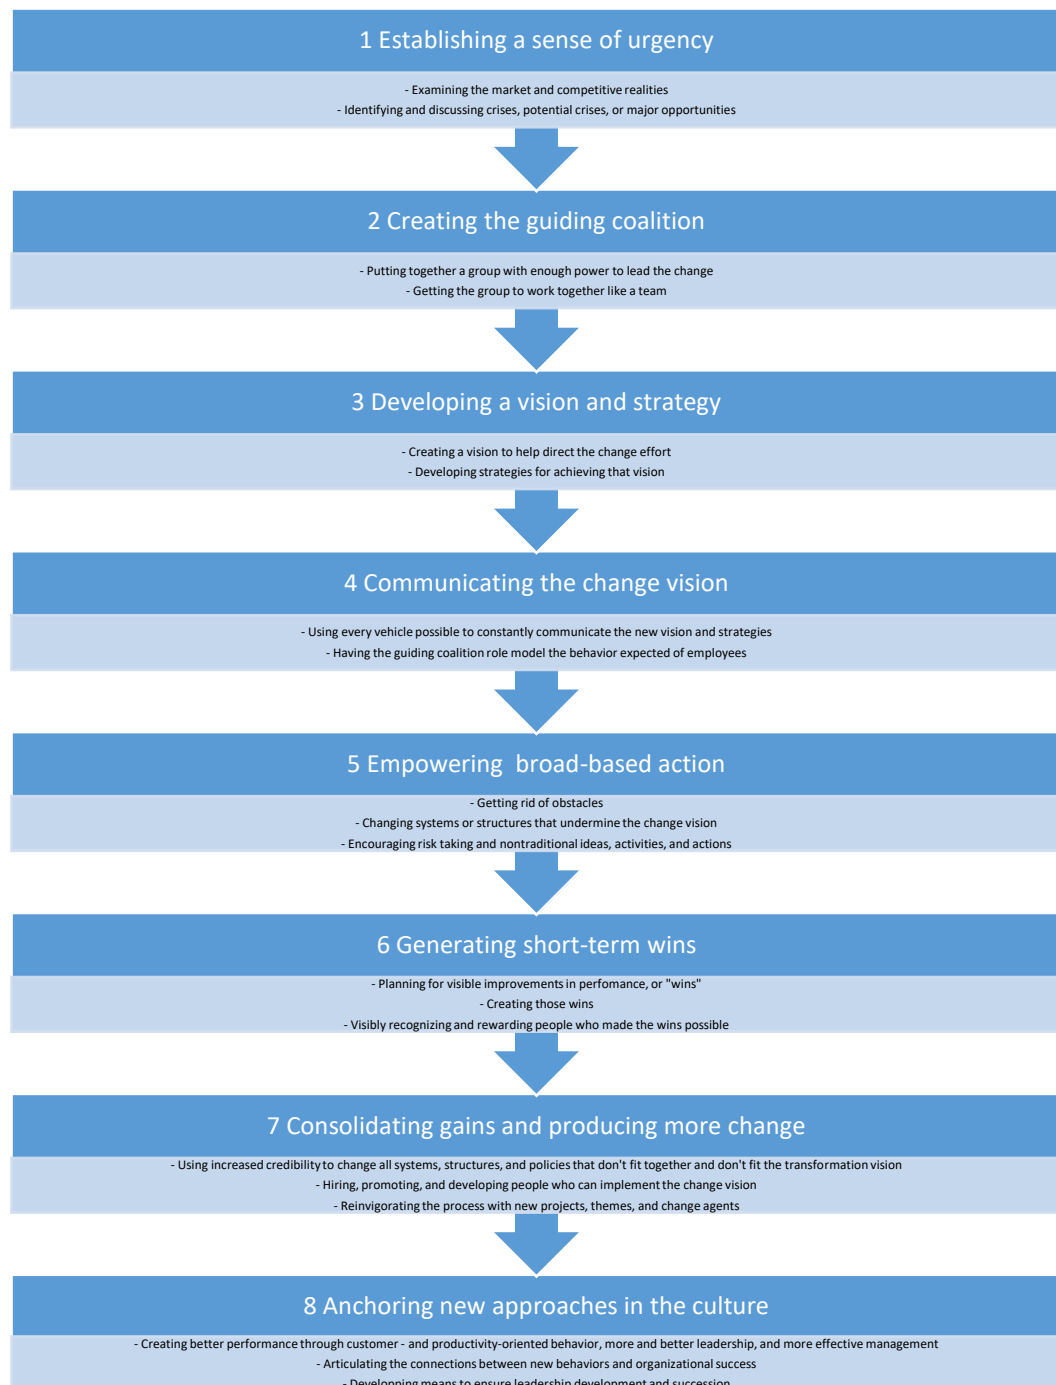 1 Establishing a sense of urgency
- Examining the market and competitive realities
- Identifying and discussing crises, potential crises, or major opportunities
2 Creating the guiding coalition
- Putting together a group with enough power to lead the change
- Getting the group to work together like a team
3 Developing a vision and strategy
- Creating a vision to help direct the change effort
- Developing strategies for achieving that vision
4 Communicating the change vision
- Using every vehicle possible to constantly communicate the new vision and strategies
- Having the guiding coalition role model the behavior expected of employees
5 Empowering  broad-based action
- Getting rid of obstacles
- Changing systems or structures that undermine the change vision
- Encouraging risk taking and nontraditional ideas, activities, and actions
6 Generating short-term wins
- Planning for visible improvements in perfomance, or "wins"
- Creating those wins
- Visibly recognizing and rewarding people who made the wins possible
7 Consolidating gains and producing more change
- Using increased credibility to change all systems, structures, and policies that don't fit together and don't fit the transformation vision
- Hiring, promoting, and developing people who can implement the change vision
- Reinvigorating the process with new projects, themes, and change agents
8 Anchoring new approaches in the culture
- Creating better performance through customer - and productivity-oriented behavior, more and better leadership, and more effective management
- Articulating the connections between new behaviors and organizational success
- Developping means to ensure leadership development and succession